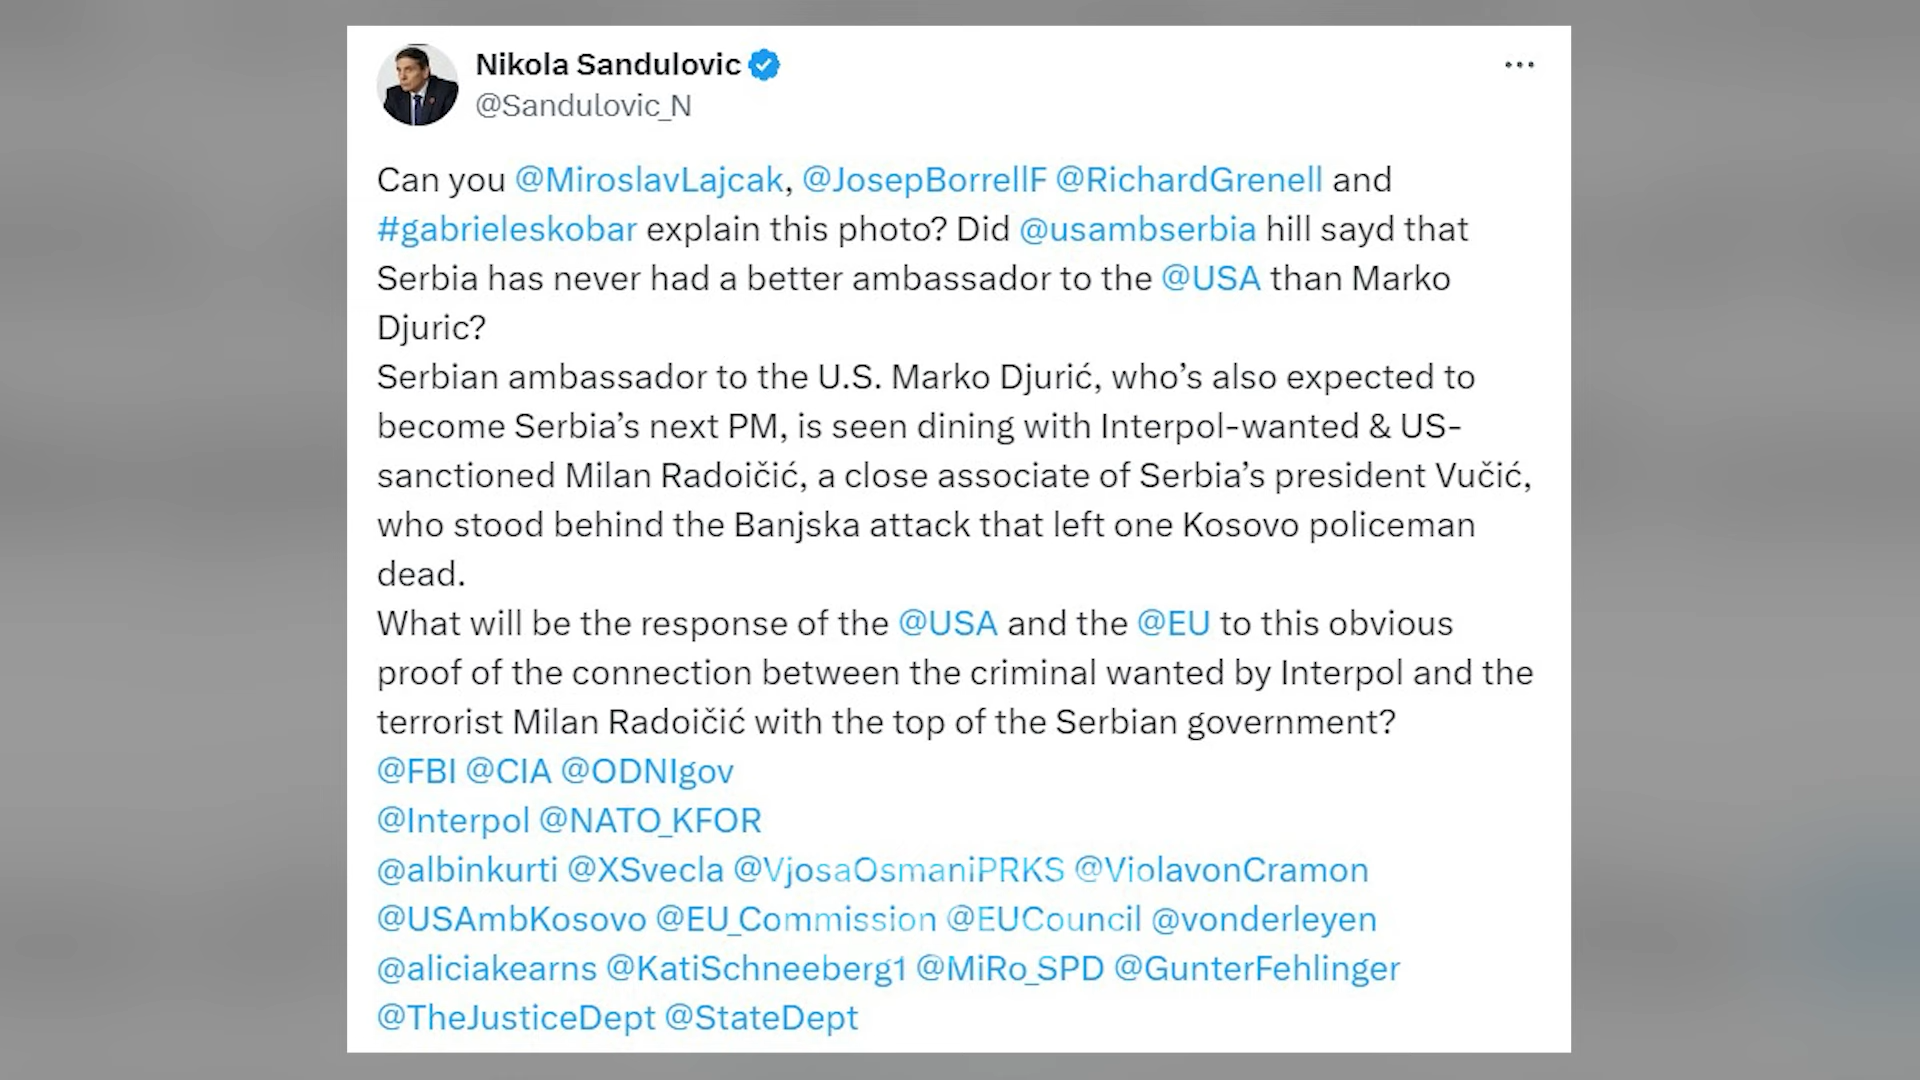 Nikola Sandulovic
@Sandulovic_N
Can you @MiroslavLajcak, @JosepBorrellF @RichardGrenell and
#gabrieleskobar explain this photo? Did @usambserbia hill sayd that
Serbia has never had a better ambassador to the @USA than Marko
Djuric?
Serbian ambassador to the U.S. Marko Djurić, who’s also expected to
become Serbia’s next PM, is seen dining with Interpol-wanted & US-
sanctioned Milan Radoičić, a close associate of Serbia’s president Vučić,
who stood behind the Banjska attack that left one Kosovo policeman
dead.
What will be the response of the @USA and the @EU to this obvious
proof of the connection between the criminal wanted by Interpol and the
terrorist Milan Radoičić with the top of the Serbian government?
@FBI @CIA @ODNIgov
@Interpol @NATO_KFOR
@albinkurti @XSvecla @VjosaOsmaniPRKS @ViolavonCramon
@USAmbKosovo @EU_Commission @EUCouncil @vonderleyen
@aliciakearns @KatiSchneeberg1 @MiRo_SPD @GunterFehlinger
@TheJusticeDept @StateDept